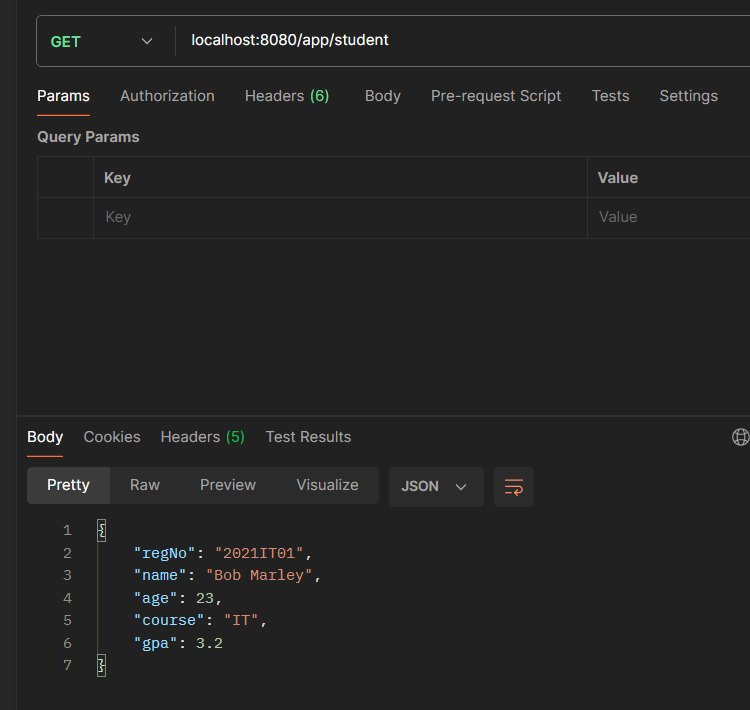 GET localhost:8080/app/student
Params Authorization Headers (6) Body Pre-request Script Tests Settings
Query Params
Key Value
Key Value
Body Cookies Headers (5) Test Results
Pretty Raw Preview Visualize JSON
1 {
2 "regNo": "2021IT01",
3 "name": "Bob Marley",
4 "age": 23,
5 "course": "IT",
6 "gpa": 3.2
7 }